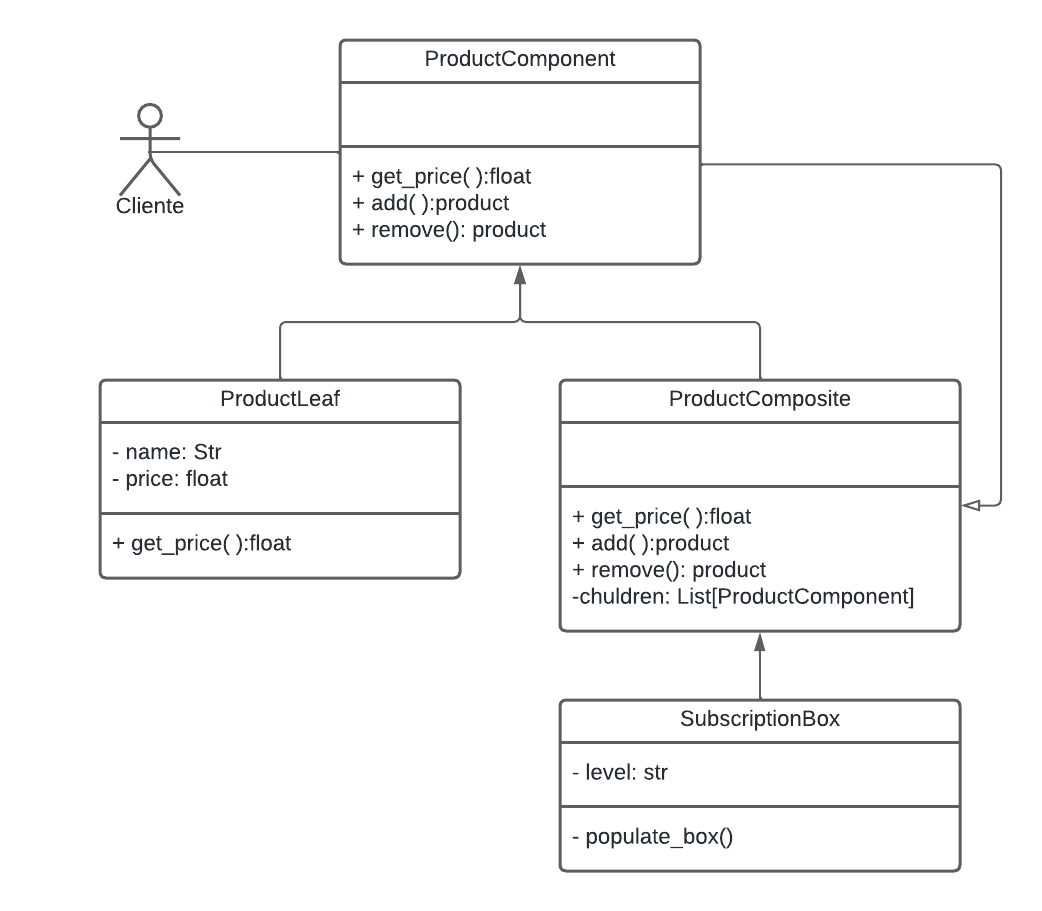 ProductComponent
+ get_price( ):float
+ add( ):product
+ remove(): product
Cliente
ProductLeaf
- name: Str
- price: float
+ get_price( ):float
ProductComposite
+ get_price( ):float
+ add( ):product
+ remove(): product
-chuldren: List[ProductComponent]
SubscriptionBox
- level: str
- populate_box()